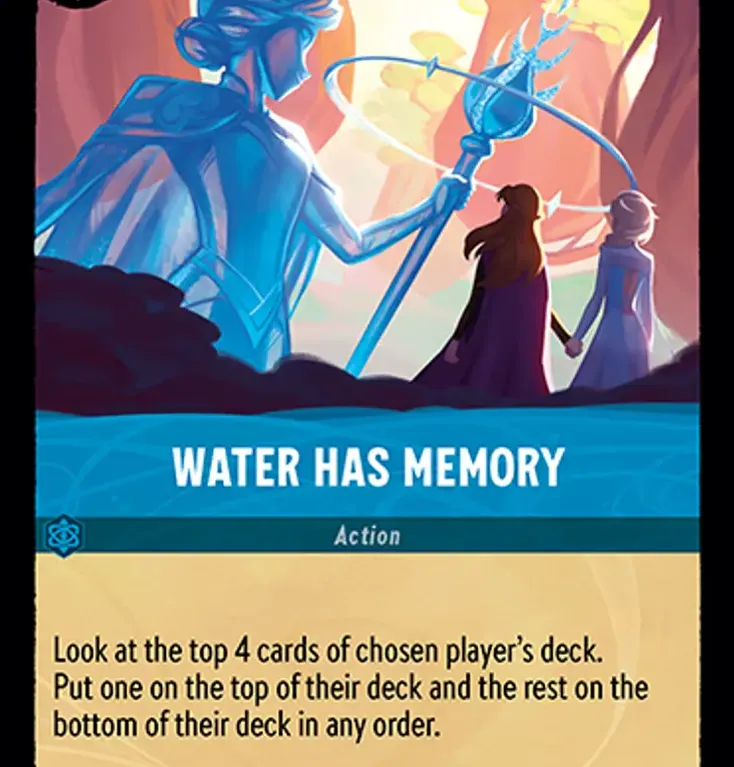 WATER HAS MEMORY
Action
Look at the top 4 cards of chosen player's deck.
Put one on the top of their deck and the rest on the
bottom of their deck in any order.